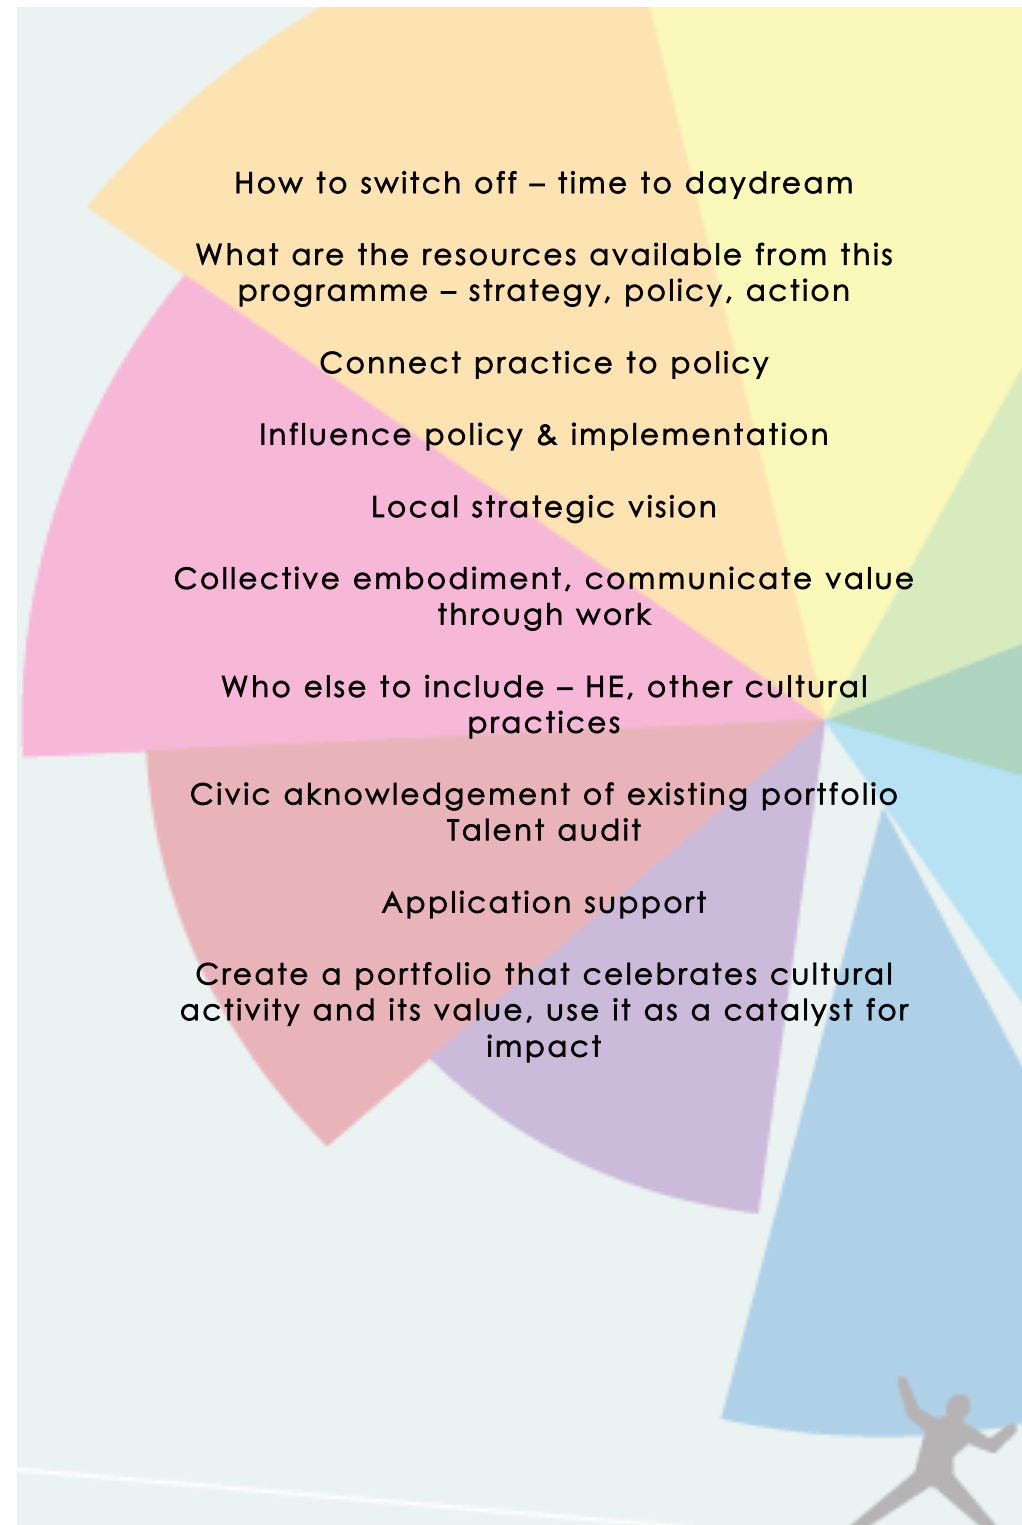 How to switch off – time to daydream
What are the resources available from this
programme – strategy, policy, action
Connect practice to policy
Influence policy & implementation
Local strategic vision
Collective embodiment, communicate value
through work
Who else to include – HE, other cultural
practices
Civic aknowledgement of existing portfolio
Talent audit
Application support
Create a portfolio that celebrates cultural
activity and its value, use it as a catalyst for
impact